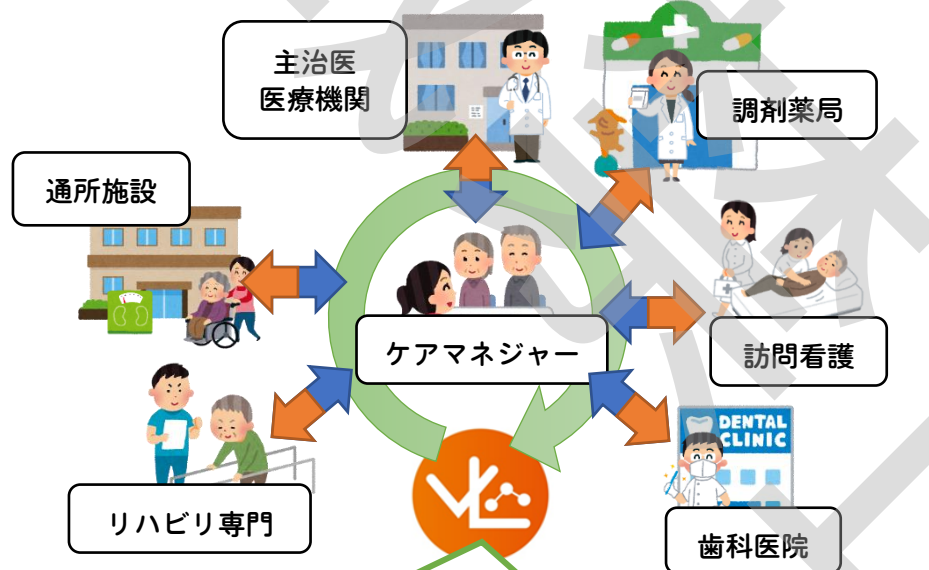 主治医
医療機関
調剤薬局
通所施設
ケアマネジャー
訪問看護
DENTAL
CLINIC
リハビリ専門
歯科医院